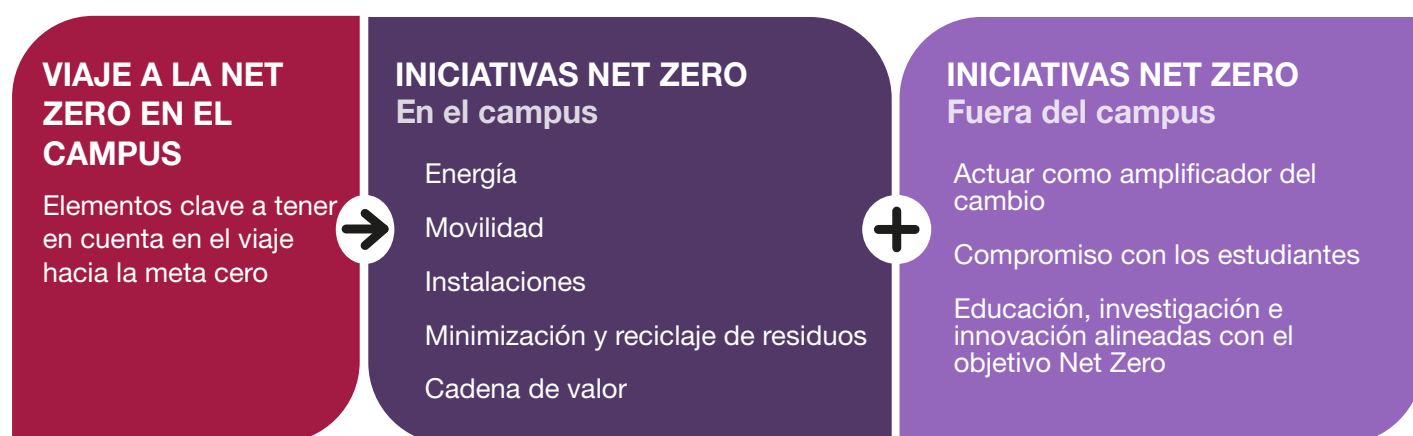 VIAJE A LA NET
ZERO EN EL
CAMPUS
Elementos clave a tener
en cuenta en el viaje
hacia la meta cero
INICIATIVAS NET ZERO
En el campus
Energía
Movilidad
Instalaciones
Minimización y reciclaje de residuos
Cadena de valor
INICIATIVAS NET ZERO
Fuera del campus
Actuar como amplificador del
cambio
Compromiso con los estudiantes
Educación, investigación e
innovación alineadas con el
objetivo Net Zero